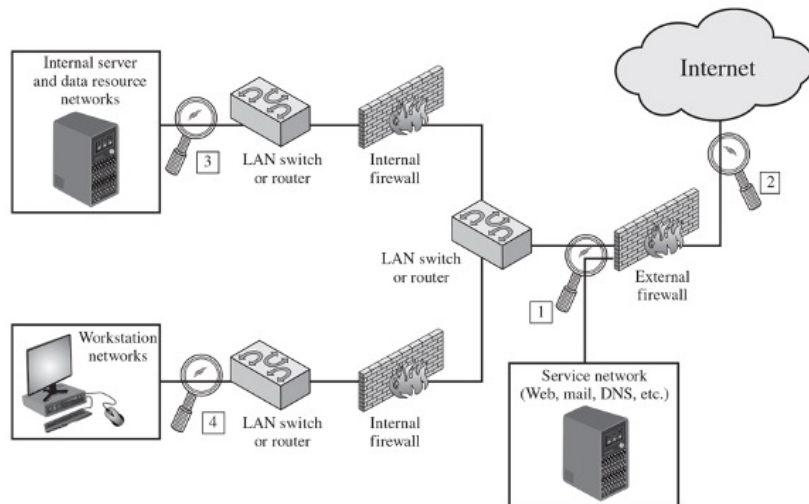 Internal server
and data resource
networks
3
LAN switch
or router
Internal
firewall
Internet
2
LAN switch
or router
1
External
firewall
Workstation
networks
4
LAN switch
or router
Internal
firewall
Service network
(Web, mail, DNS, etc.)